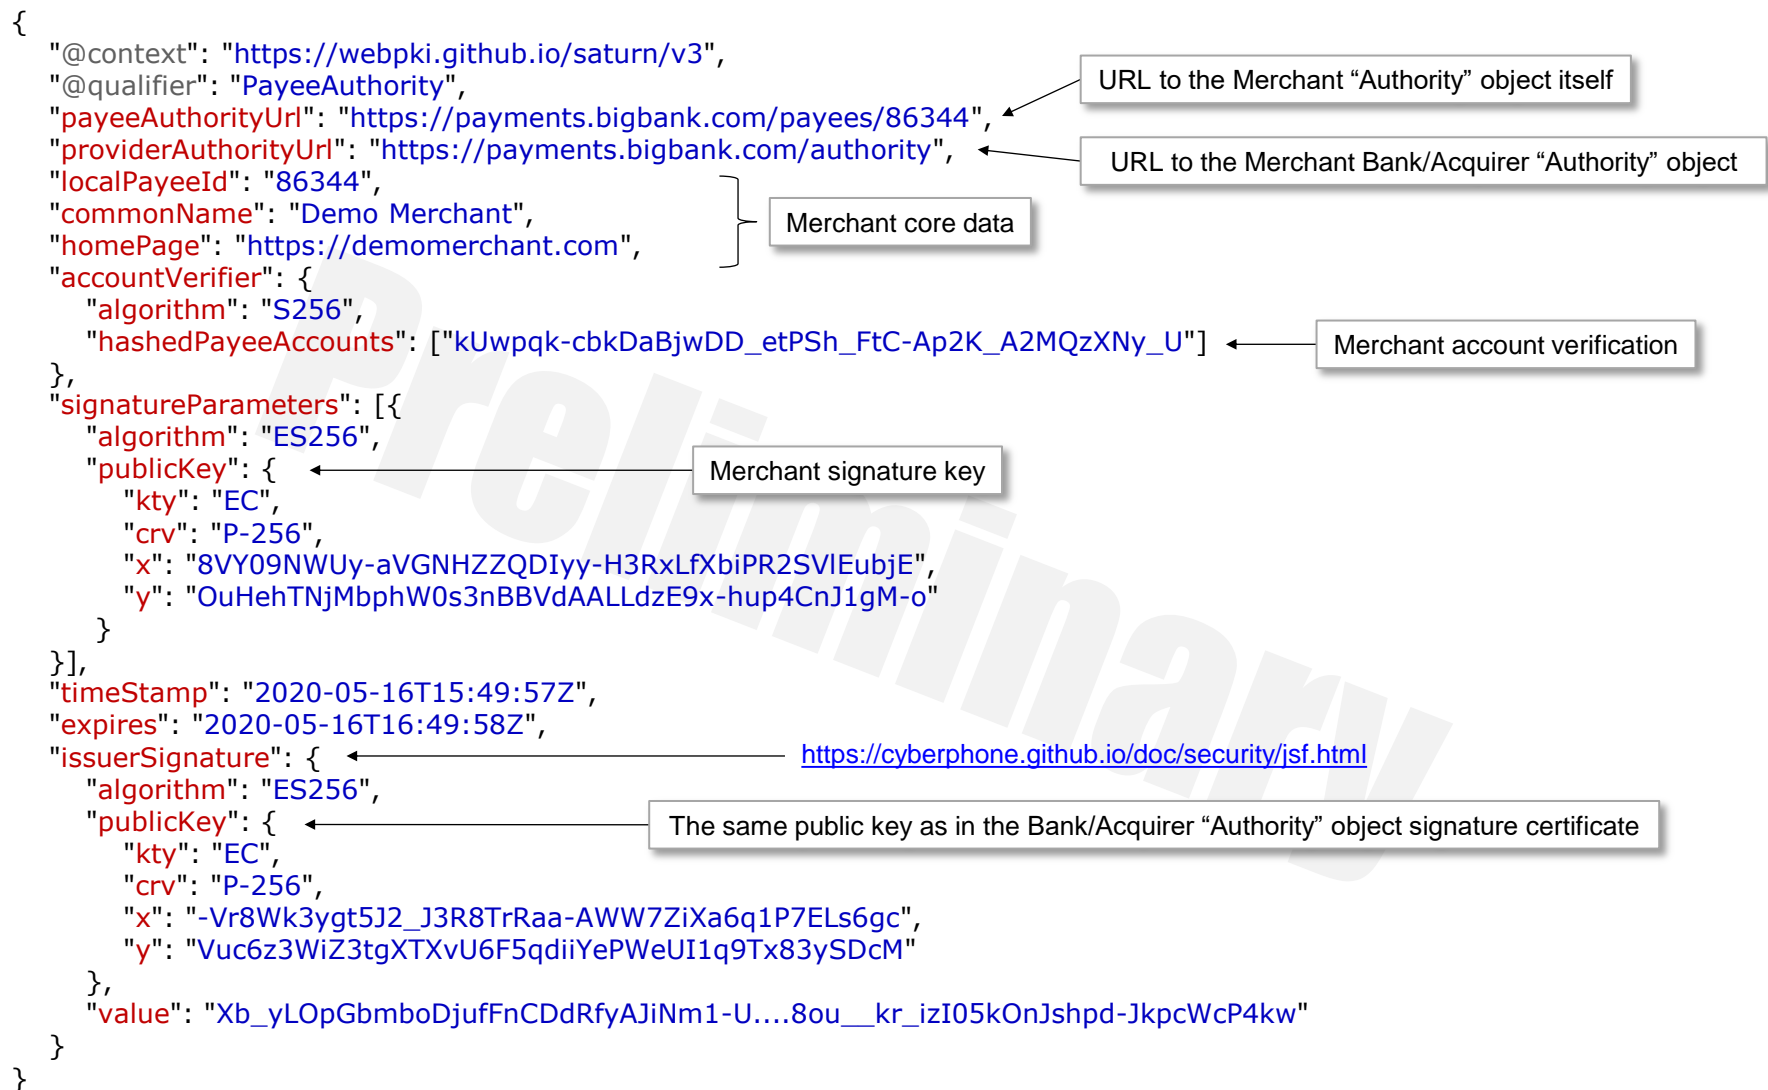 {
"@context": "https://webpki.github.io/saturn/v3",
"@qualifier": "PayeeAuthority",
URL to the Merchant “Authority” object itself
"payeeAuthorityUrl": "https://payments.bigbank.com/payees/86344",
"providerAuthorityUrl": "https://payments.bigbank.com/authority",
URL to the Merchant Bank/Acquirer “Authority” object
"localPayeeId": "86344",
"commonName": "Demo Merchant",
Merchant core data
"homePage": "https://demomerchant.com",
"accountVerifier": {
"algorithm": "S256",
"hashedPayeeAccounts": ["kUwpqk-cbkDaBjwDD_etPSh_FtC-Ap2K_A2MQzXNy_U"]
Merchant account verification
},
"signatureParameters": [{
"algorithm": "ES256",
"publicKey": {
Merchant signature key
"kty": "EC",
"crv": "P-256",
"x": "8VY09NWUy-aVGNHZZQDIyy-H3RxLfXbiPR2SVlEubjE",
"y": "OuHehTNjMbphW0s3nBBVdAALLdzE9x-hup4CnJ1gM-o"
}
}],
"timeStamp": "2020-05-16T15:49:57Z",
"expires": "2020-05-16T16:49:58Z",
"issuerSignature": {
https://cyberphone.github.io/doc/security/jsf.html
"algorithm": "ES256",
"publicKey": {
The same public key as in the Bank/Acquirer “Authority” object signature certificate
"kty": "EC",
"crv": "P-256",
"x": "-Vr8Wk3ygt5J2_J3R8TrRaa-AWW7ZiXa6q1P7ELs6gc",
"y": "Vuc6z3WiZ3tgXTXvU6F5qdiiYePWeUI1q9Tx83ySDcM"
},
"value": "Xb_yLOpGbmboDjufFnCDdRfyAJiNm1-U....8ou__kr_izI05kOnJshpd-JkpcWcP4kw"
}
}
Preliminary